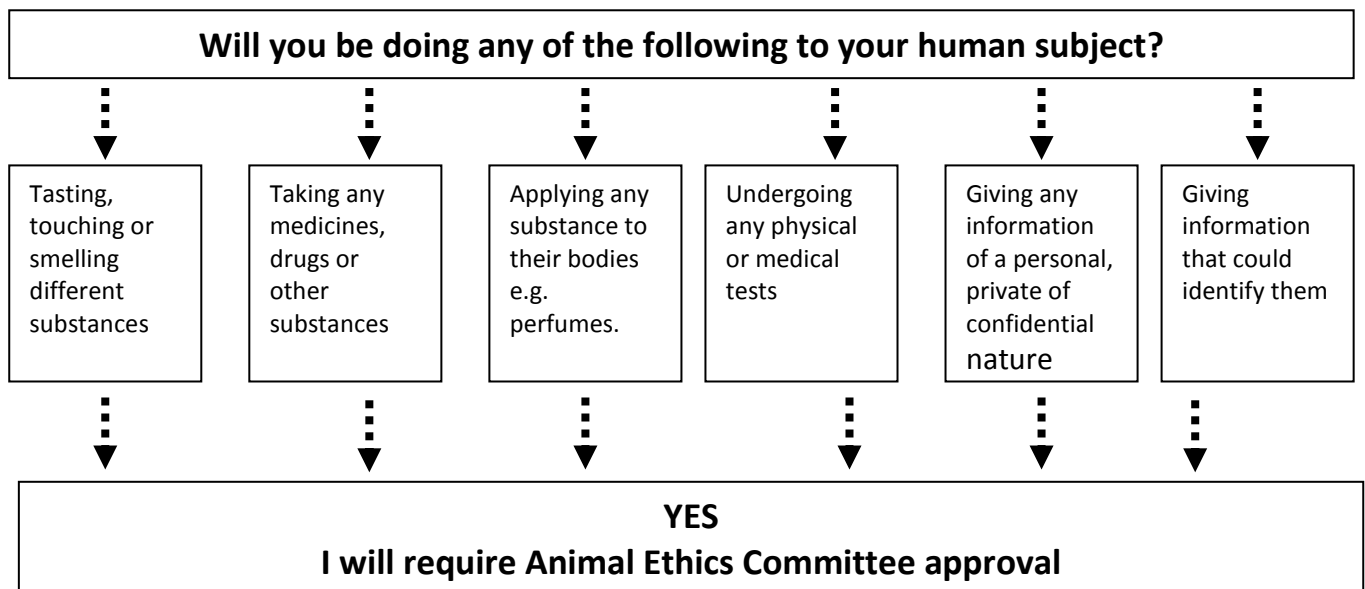 Will you be doing any of the following to your human subject?
Tasting,
touching or
smelling
different
substances
Taking any
medicines,
drugs or
other
substances
Applying any
substance to
their bodies
e.g.
perfumes.
Undergoing
any physical
or medical
tests
Giving any
information
of a personal,
private of
confidential
nature
Giving
information
that could
identify them
YES
I will require Animal Ethics Committee approval